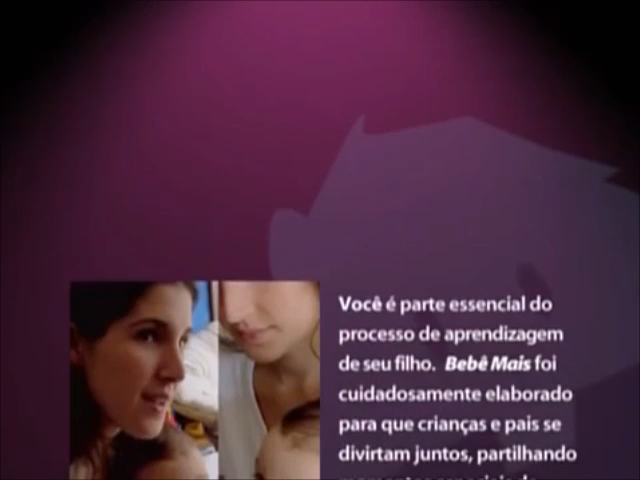 Você é parte essencial do
processo de aprendizagem
de seu filho. Bebê Mais foi
cuidadosamente elaborado
para que crianças e pais se
divirtam juntos, partilhando